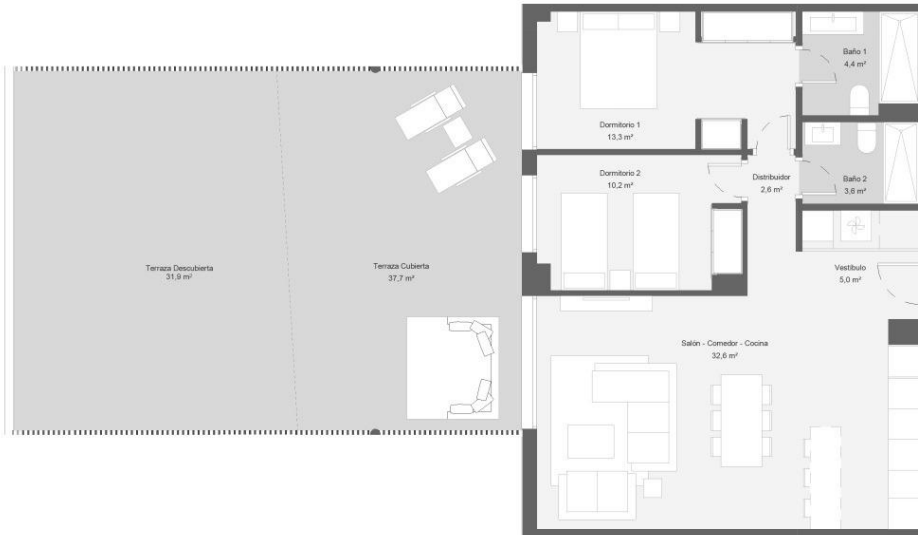 Baño 1
4,4 m²
Dormitorio 1
13,3 m²
Dormitorio 2
10,2 m²
Distribuidor
2,6 m²
Baño 2
3,8 m²
Terraza Descubierta
31,9 m²
Terraza Cubierta
37,7 m²
Vestíbulo
5,0 m²
Salón - Comedor - Cocina
32,6 m²